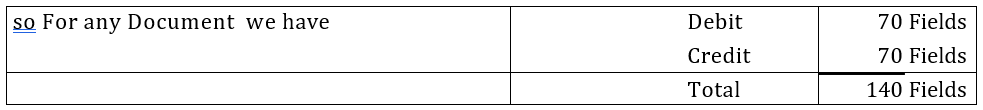 so For any Document we have Debit 70 Fields
Credit 70 Fields
Total 140 Fields